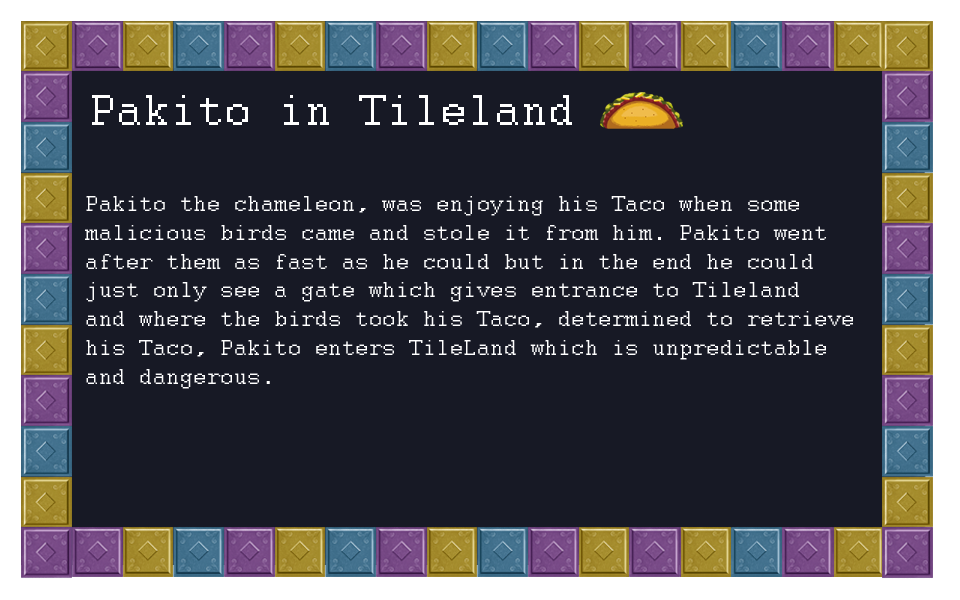 Pakito in Tileland
Pakito the chameleon, was enjoying his Taco when some
malicious birds came and stole it from him. Pakito went
after them as fast as he could but in the end he could
just only see a gate which gives entrance to Tileland
and where the birds took his Taco, determined to retrieve
his Taco, Pakito enters TileLand which is unpredictable
and dangerous.